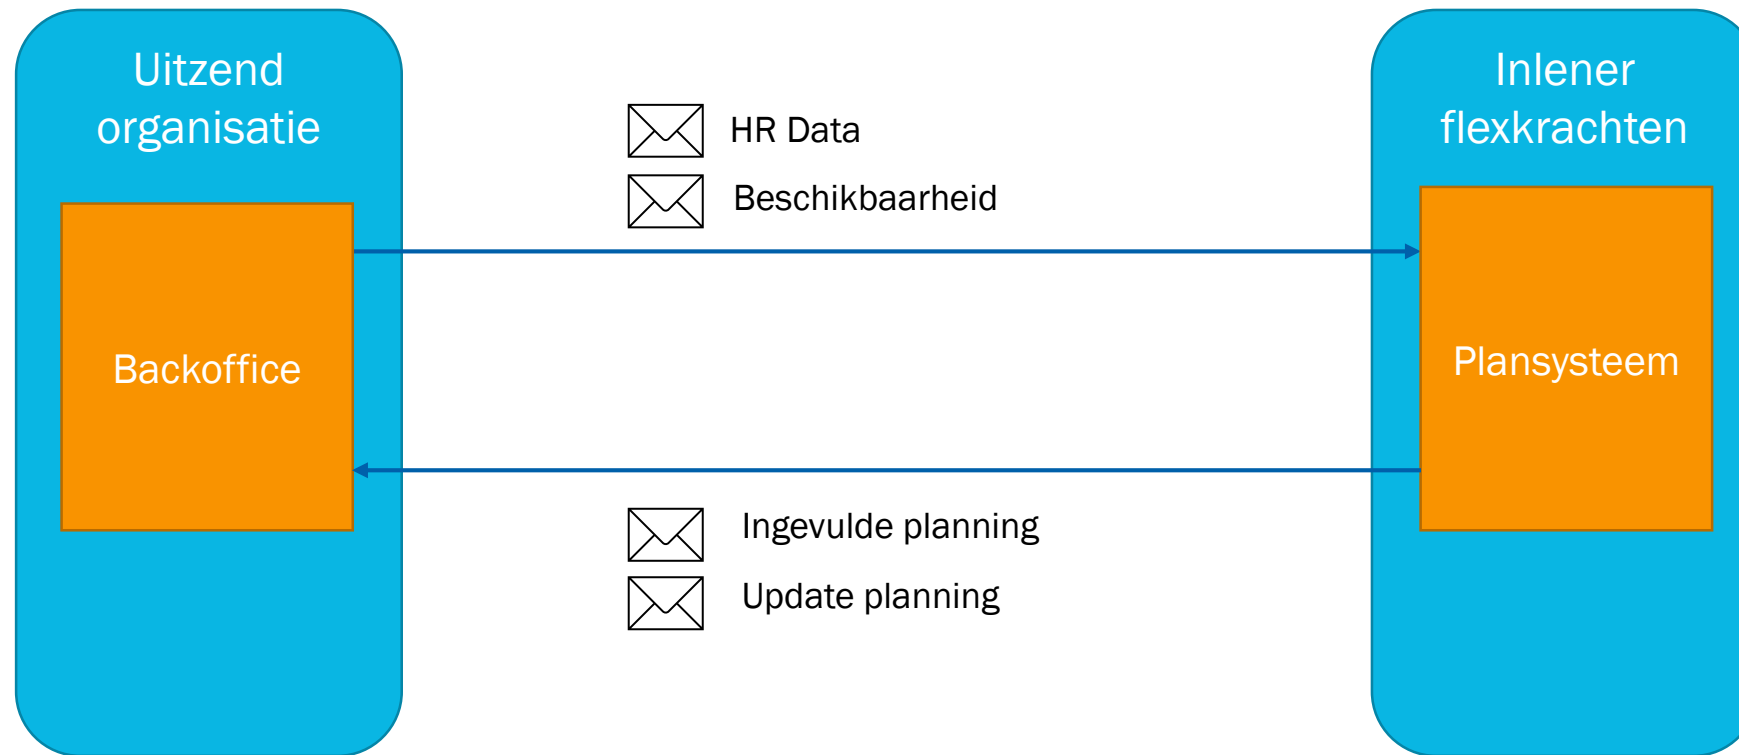 Uitzend
organisatie
Backoffice
HR Data
Beschikbaarheid
Ingevulde planning
Update planning
Inlener
flexkrachten
Plansysteem